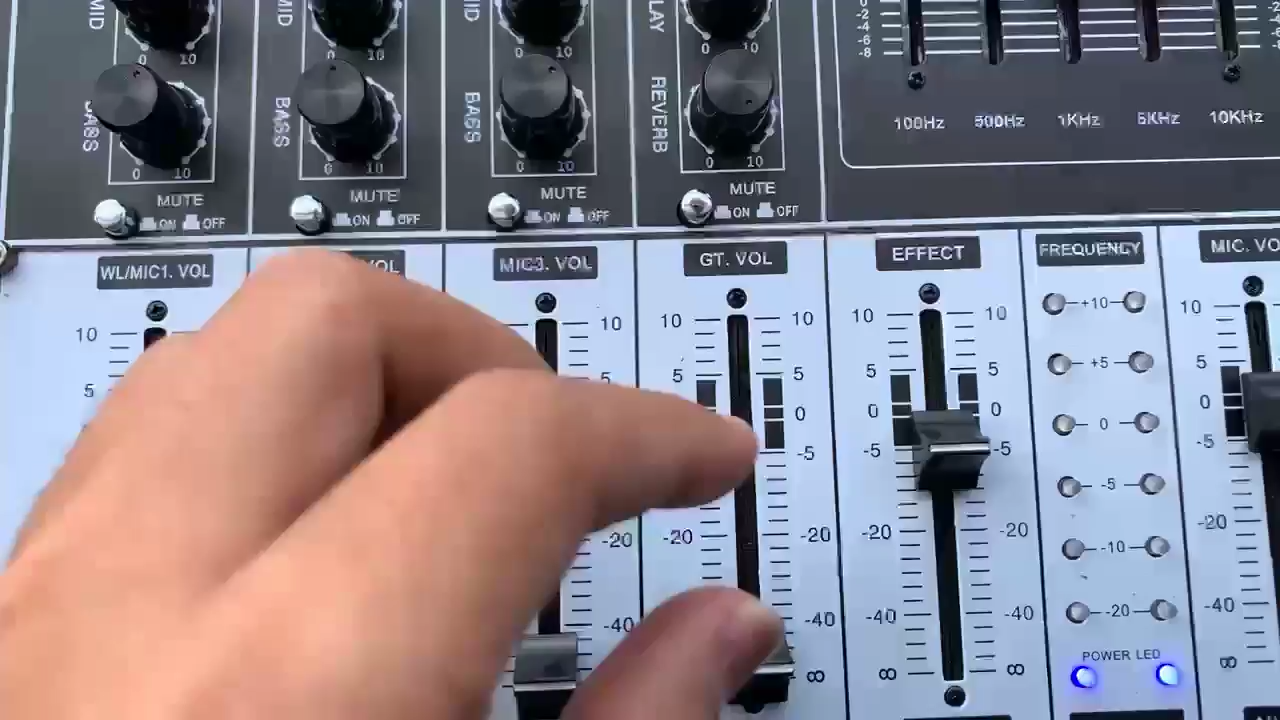 MID
MID
MID
DELAY
0 10
0 10
0 10
0 10
BASS
BASS
BASS
REVERB
0 10
0 10
0 10
0 10
MUTE
ON OFF
MUTE
ON OFF
MUTE
ON OFF
MUTE
ON OFF
0
-2
-4
-6
-8
-2
-4
-6
-8
100Hz 500Hz 1KHz 5KHz 10KHz
WL/MIC1. VOL
VOL
MIC3. VOL
GT. VOL
EFFECT
FREQUENCY
MIC. VO
10
5
10
5
-20
-40
10 10
5 5
0
-5
-20 -20
-40
∞
10 10
5 5
0 0
-5 -5
-20 -20
-40 -40
∞ ∞
+10
+5
0
-5
-10
-20
POWER LED
10
5
0
-5
-20
-40
∞